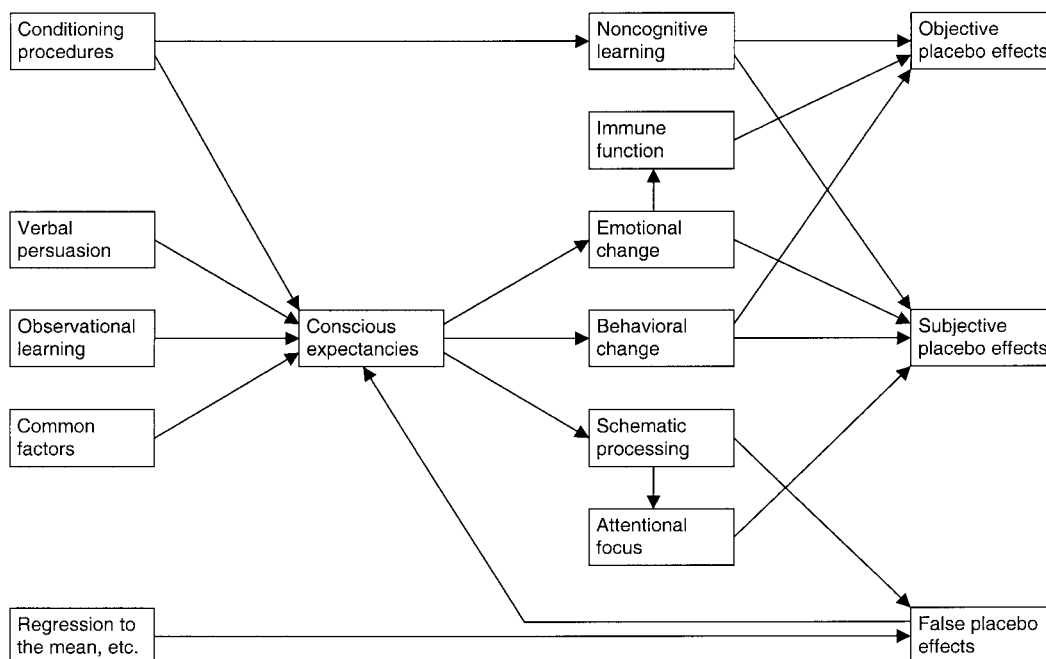 Conditioning
procedures
Noncognitive
learning
Objective
placebo effects
Immune
function
Verbal
persuasion
Emotional
change
Observational
learning
Conscious
expectancies
Behavioral
change
Subjective
placebo effects
Common
factors
Schematic
processing
Attentional
focus
Regression to
the mean, etc.
False placebo
effects